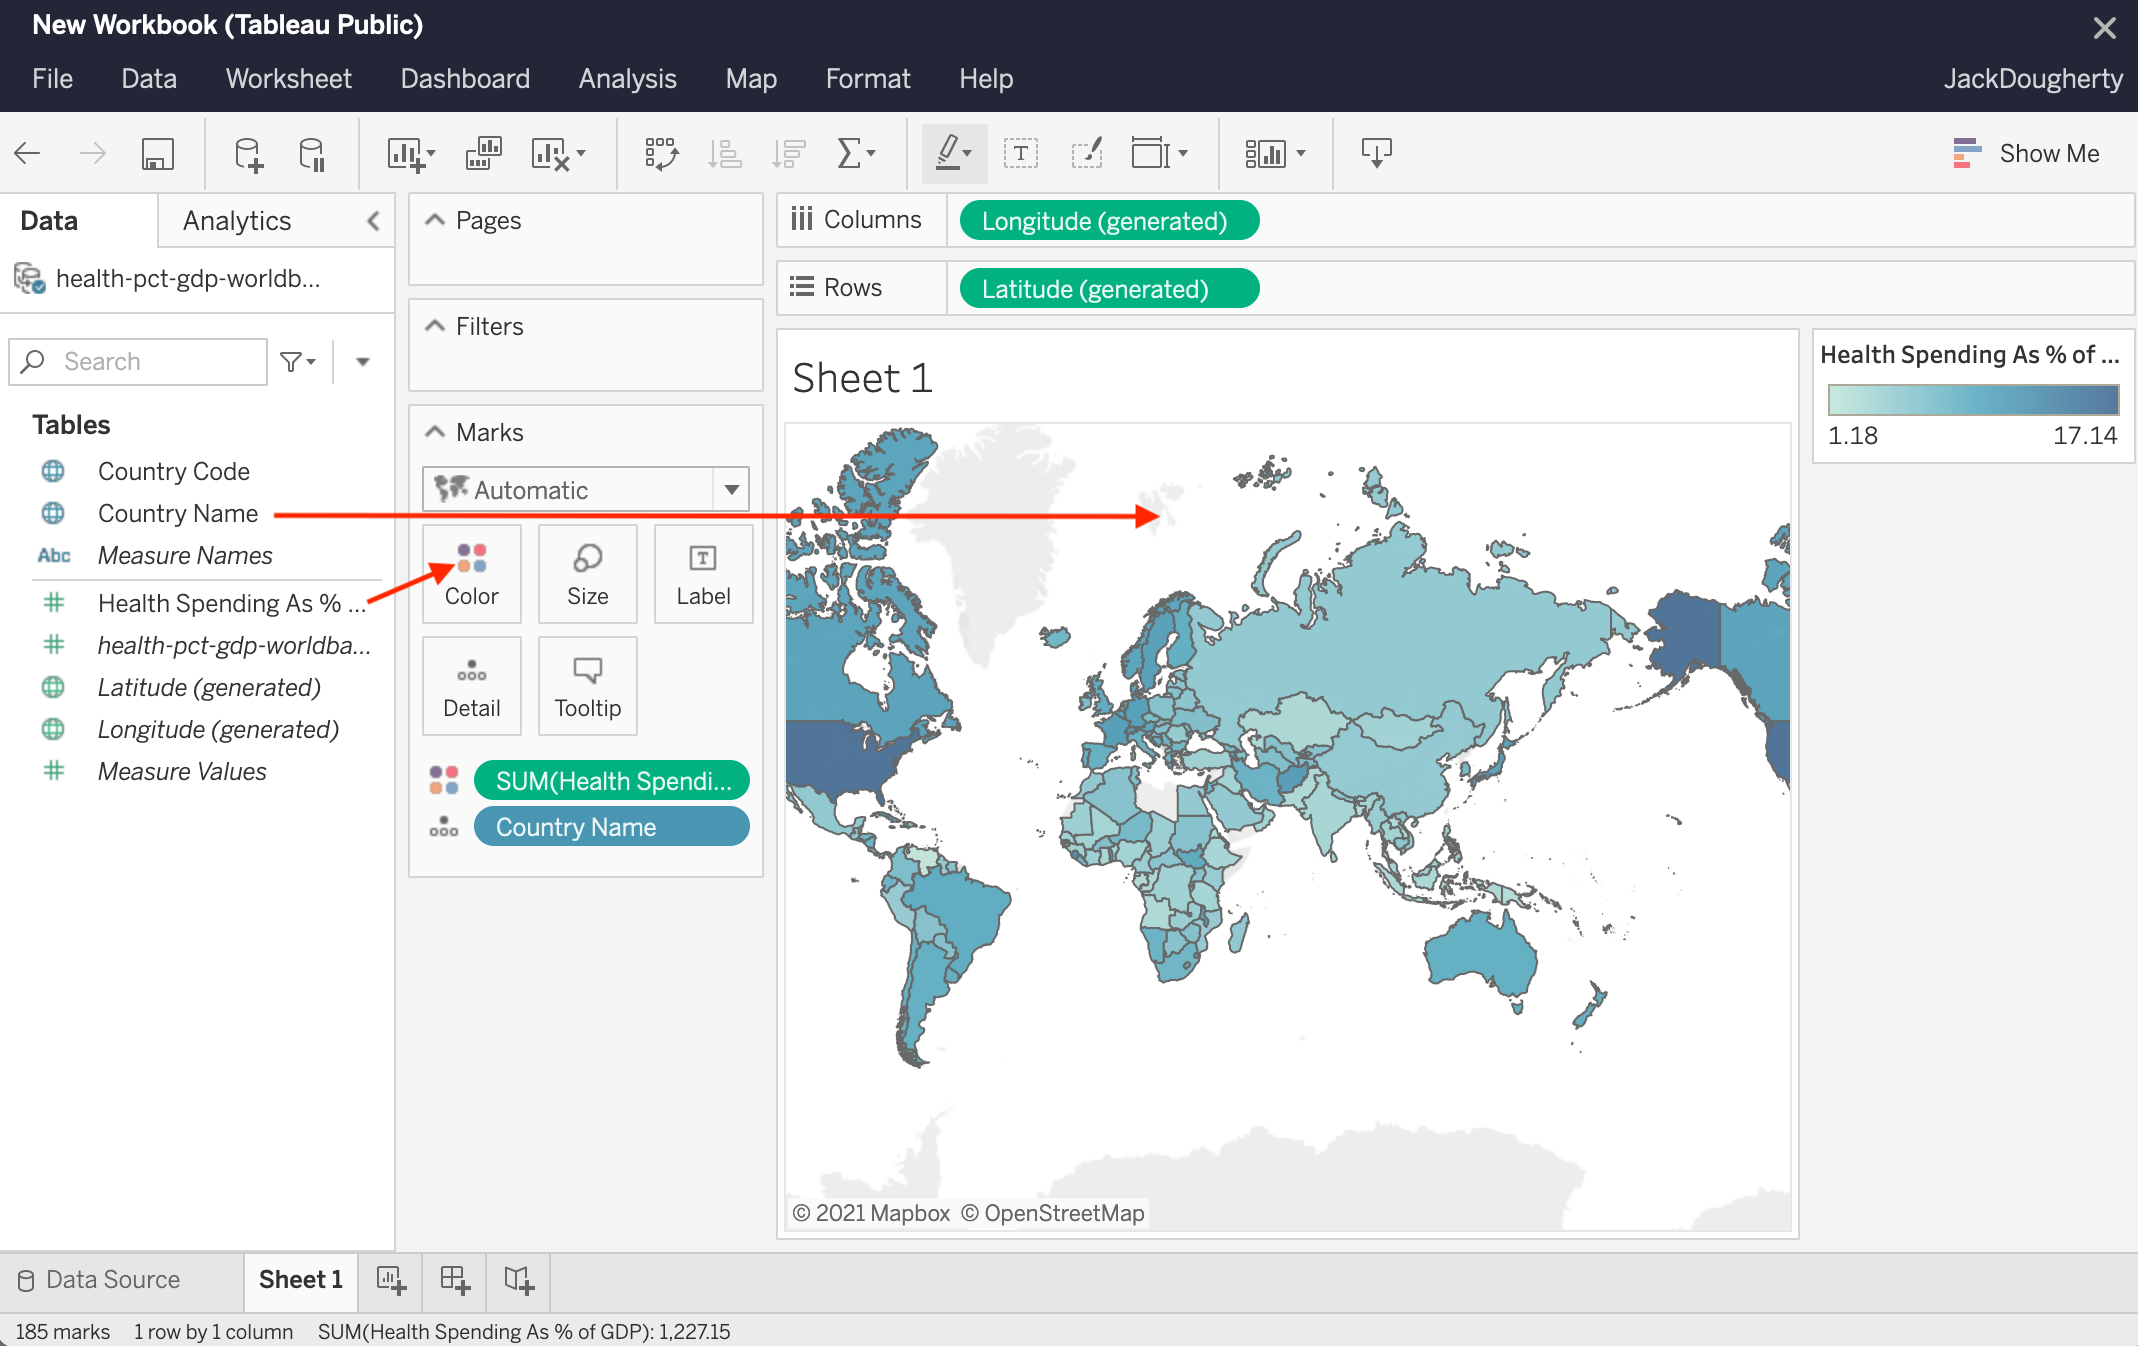 New Workbook (Tableau Public)
File Data Worksheet Dashboard Analysis Map Format Help JackDougherty
Show Me
Data Analytics
health-pct-gdp-worldb...
Search
Tables
Country Code
Country Name
Abc Measure Names
Health Spending As % ...
health-pct-gdp-worldba...
Latitude (generated)
Longitude (generated)
Measure Values
Pages
Filters
Marks
Automatic
Color Size Label
Detail Tooltip
SUM(Health Spendi...
Country Name
Columns Longitude (generated)
Rows Latitude (generated)
Sheet 1
© 2021 Mapbox © OpenStreetMap
Health Spending As % of ...
1.18 17.14
Data Source Sheet 1
185 marks 1 row by 1 column SUM(Health Spending As % of GDP): 1,227.15